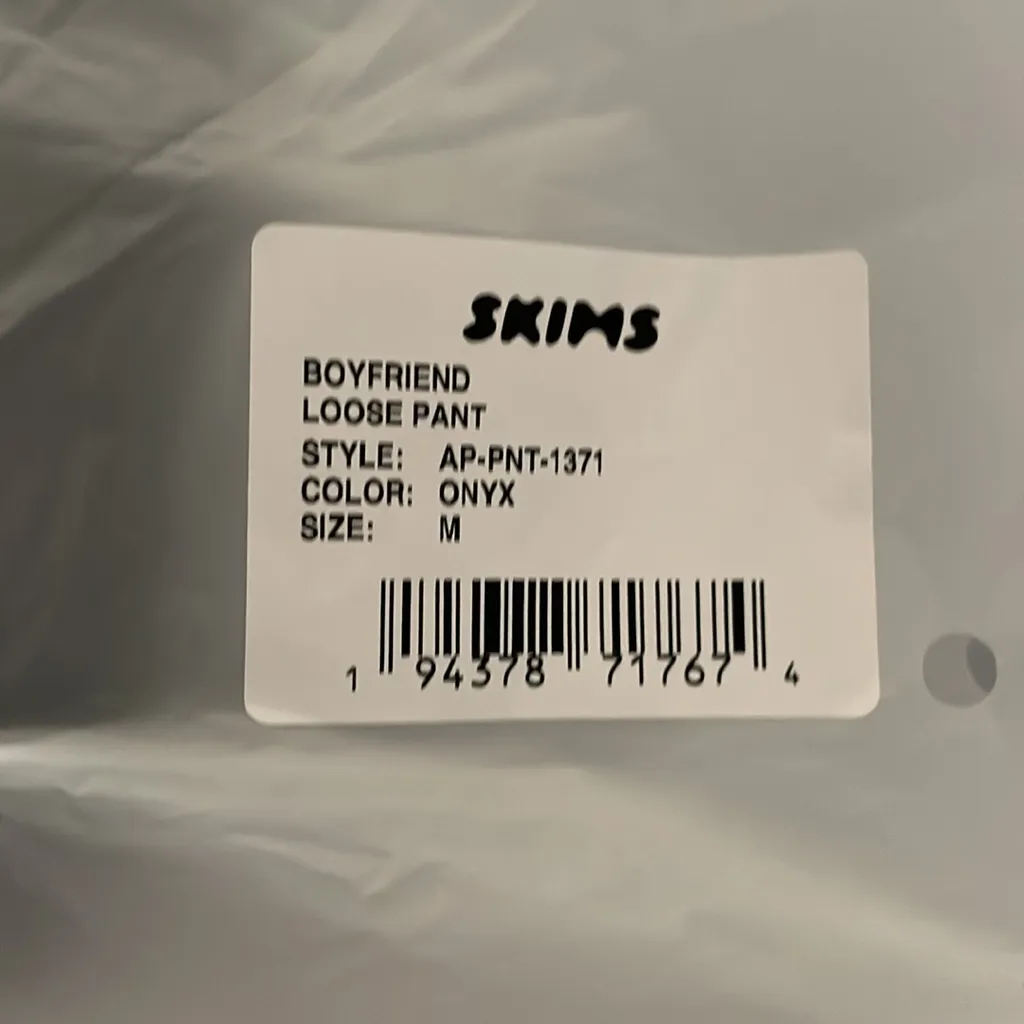 SKIMS
BOYFRIEND
LOOSE PANT
STYLE: AP-PNT-1371
COLOR: ONYX
SIZE: M
1 94378 71767 4